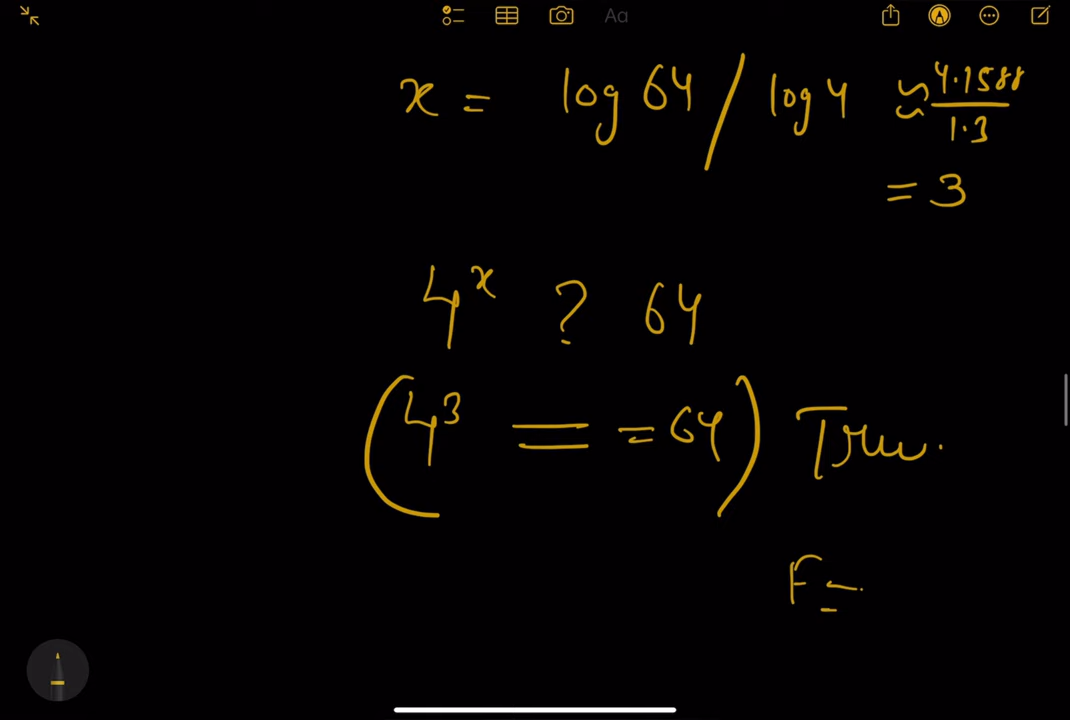 Aa
x = log 64 / log 4 ≈ 4.1588/1.3
= 3
4^x ? 64
(4^3 == =64) True.
F